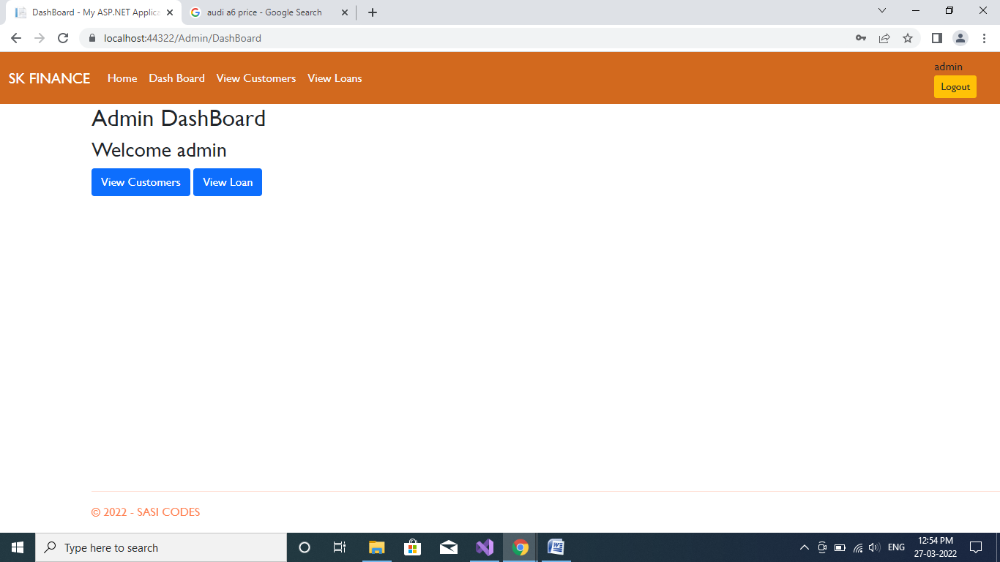 DashBoard - My ASP.NET Applica
audi a6 price - Google Search
localhost:44322/Admin/DashBoard
SK FINANCE Home Dash Board View Customers View Loans
admin
Logout
Admin DashBoard
Welcome admin
View Customers View Loan
© 2022 - SASI CODES
Type here to search
ENG
12:54 PM
27-03-2022